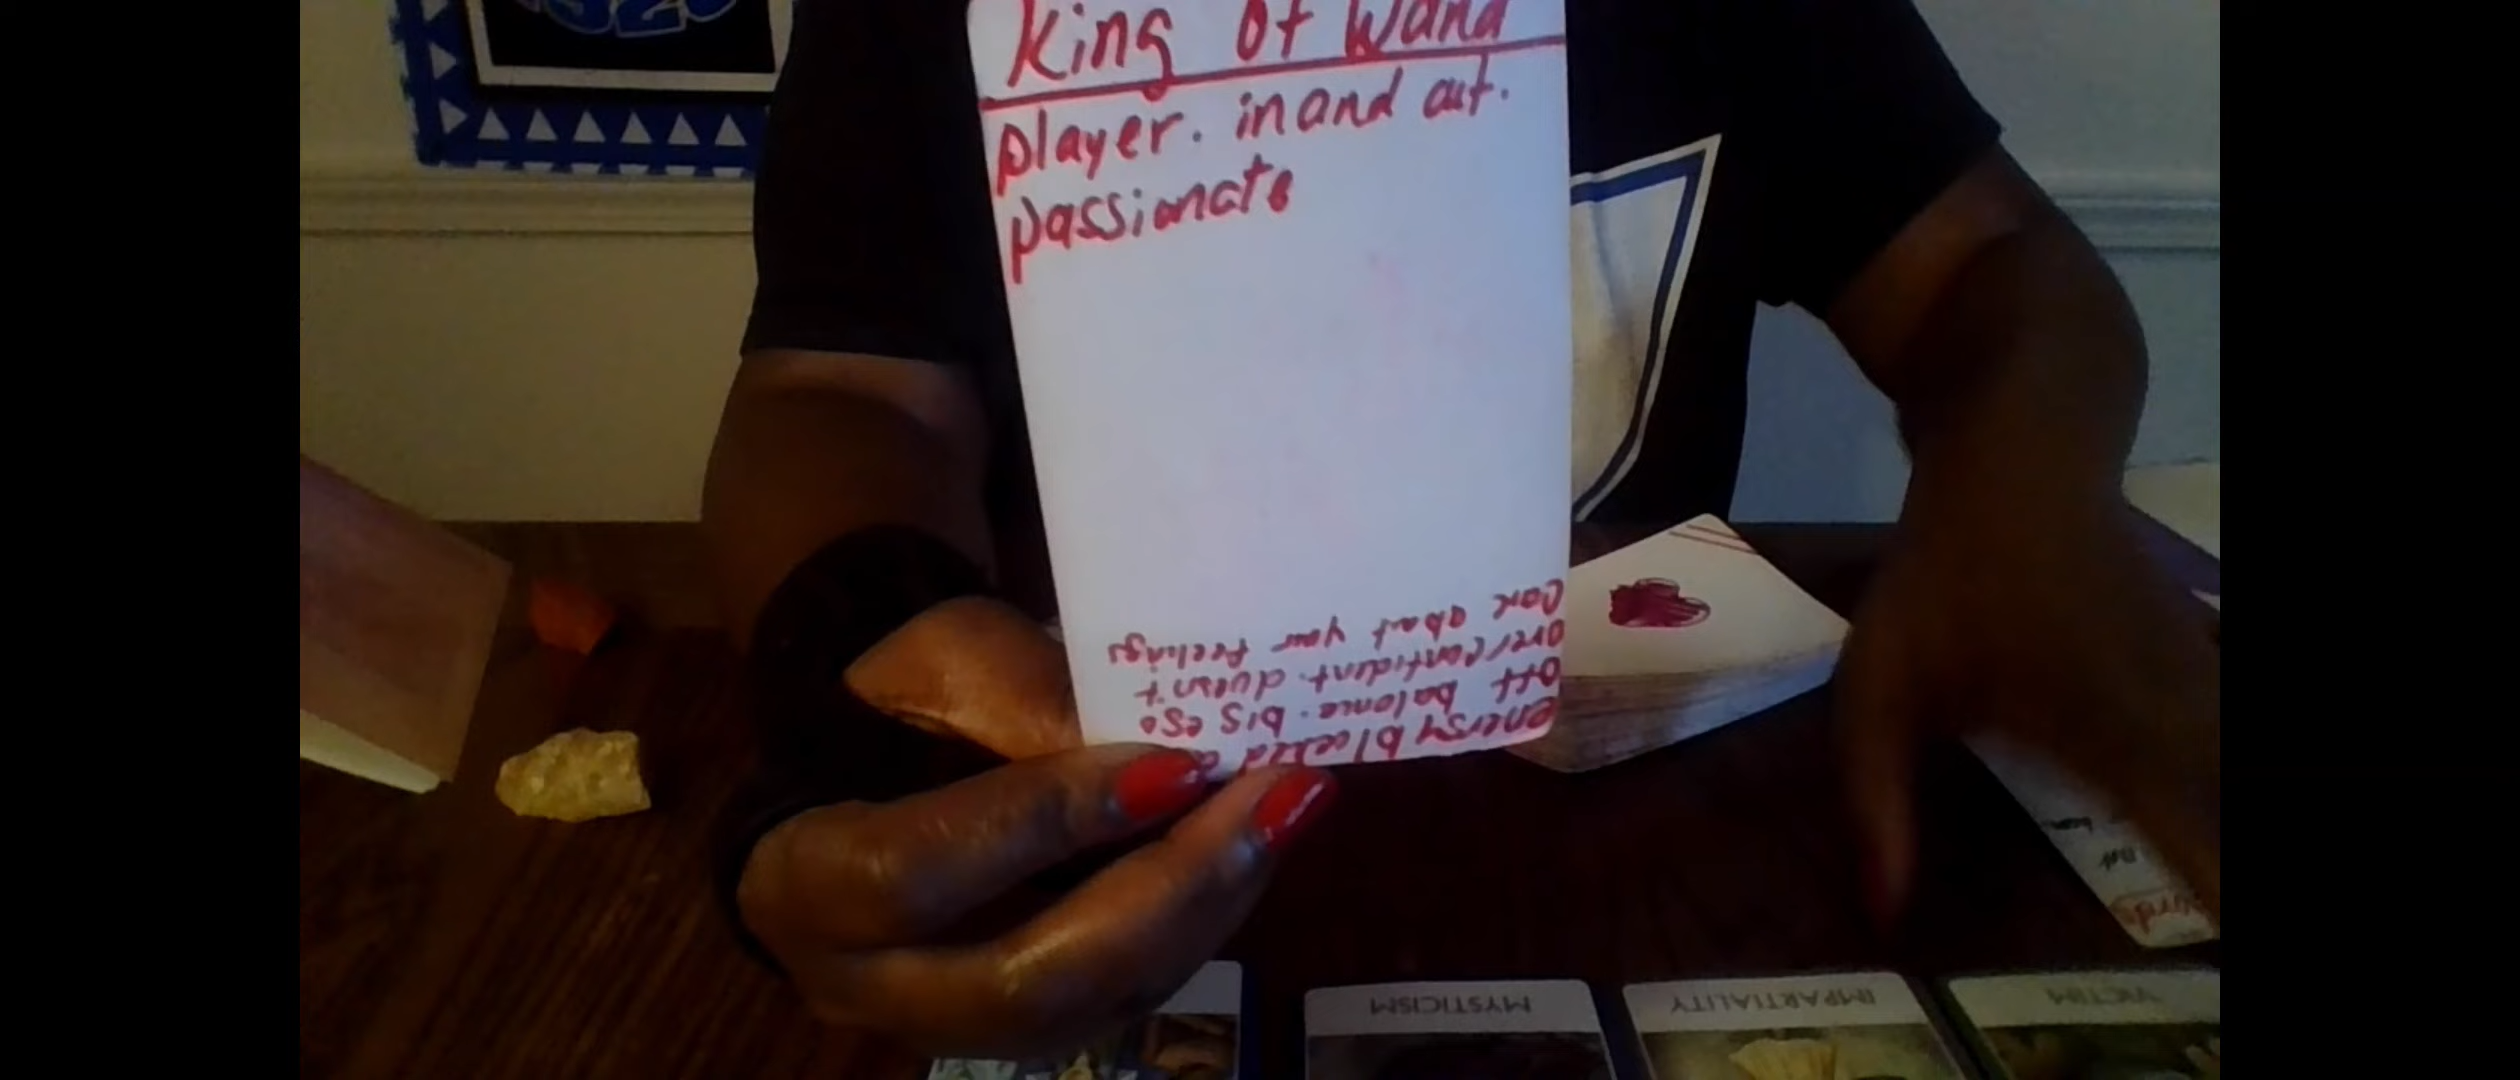 King of Wand
player. in and out.
passionate
energy blocked
off balance. big ego
overconfident. doesn't
care about your feelings
MYSTICISM
IMPARTIALITY
VICTIM